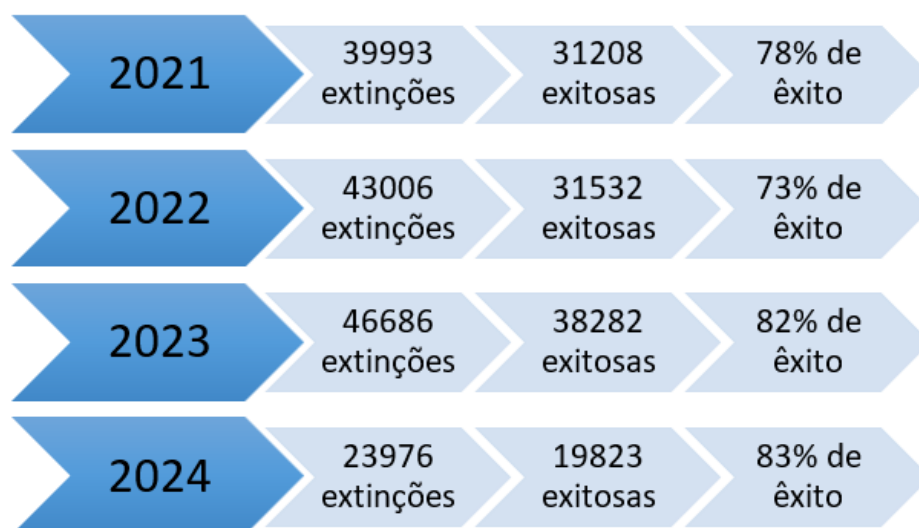 2021
39993
extinções
31208
exitosas
78% de
êxito
2022
43006
extinções
31532
exitosas
73% de
êxito
2023
46686
extinções
38282
exitosas
82% de
êxito
2024
23976
extinções
19823
exitosas
83% de
êxito